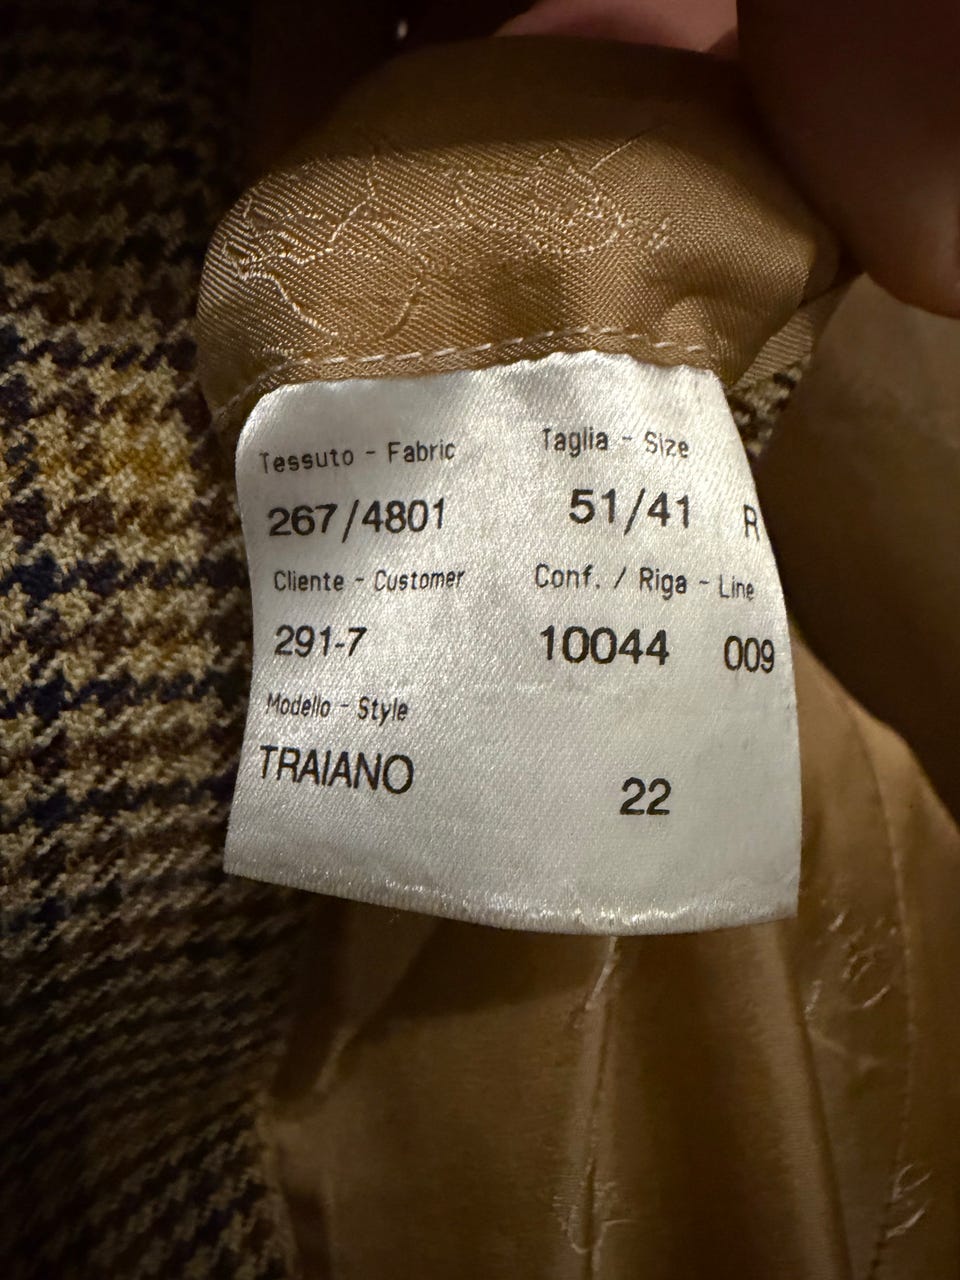 Tessuto - Fabric Taglia - Size
267/4801 51/41 R
Cliente - Customer Conf. / Riga - Line
291-7 10044 009
Modello - Style
TRAIANO 22